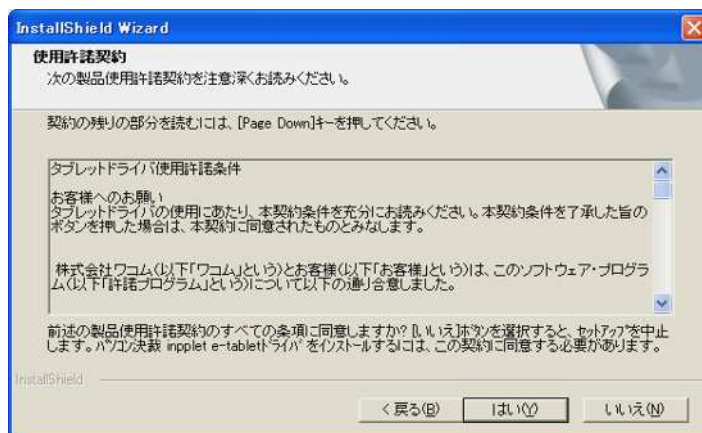 InstallShield Wizard
使用許諾契約
次の製品使用許諾契約を注意深くお読みください。
契約の残りの部分を読むには、[Page Down]キーを押してください。
タブレットドライバ使用許諾条件
お客様へのお願い
タブレットドライバの使用にあたり、本契約条件を充分にお読みください。本契約条件を了承した旨の
ボタンを押した場合は、本契約に同意されたものとみなします。
株式会社ワコム(以下「ワコム」という)とお客様(以下「お客様」という)は、このソフトウェア・プログラ
ム(以下「許諾プログラム」という)について以下の通り合意しました。
前述の製品使用許諾契約のすべての条項に同意しますか? [いいえ]ボタンを選択すると、セットアップを中止
します。パソコン決裁 inpplet e-tabletドライバ をインストールするには、この契約に同意する必要があります。
InstallShield
< 戻る(B)
はい(Y)
いいえ(N)